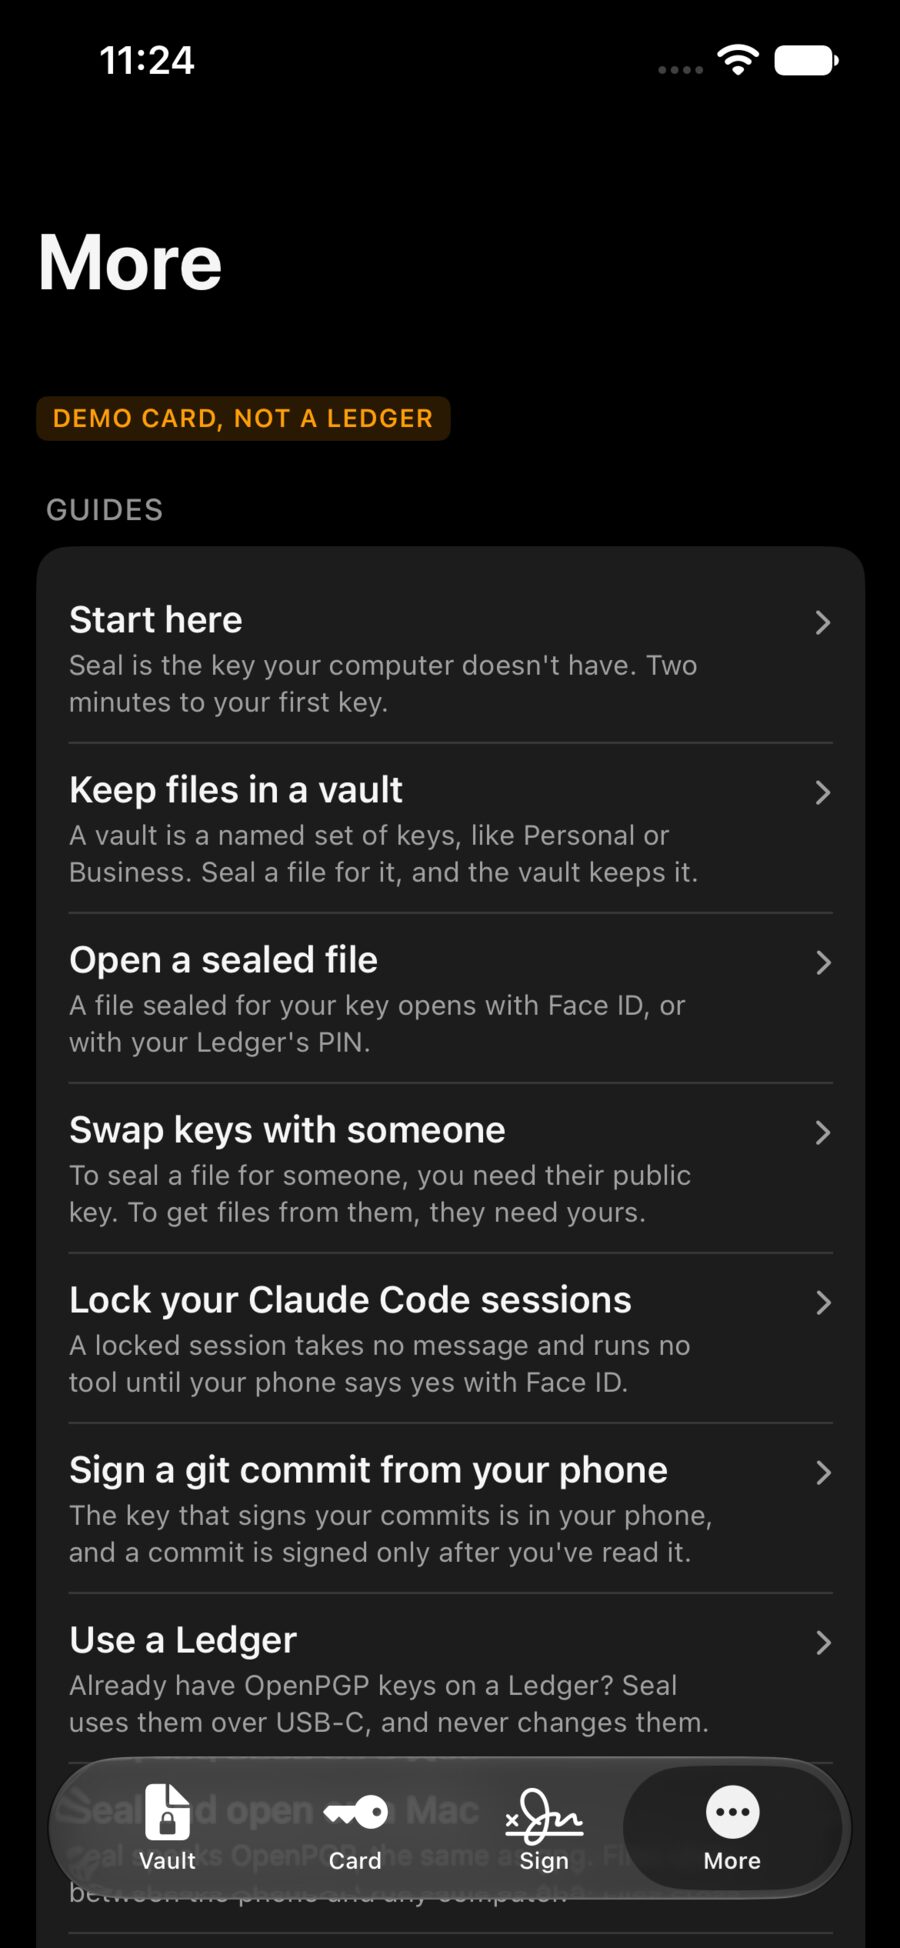 11:24
More
DEMO CARD, NOT A LEDGER
GUIDES
Start here
Seal is the key your computer doesn't have. Two
minutes to your first key.
Keep files in a vault
A vault is a named set of keys, like Personal or
Business. Seal a file for it, and the vault keeps it.
Open a sealed file
A file sealed for your key opens with Face ID, or
with your Ledger's PIN.
Swap keys with someone
To seal a file for someone, you need their public
key. To get files from them, they need yours.
Lock your Claude Code sessions
A locked session takes no message and runs no
tool until your phone says yes with Face ID.
Sign a git commit from your phone
The key that signs your commits is in your phone,
and a commit is signed only after you've read it.
Use a Ledger
Already have OpenPGP keys on a Ledger? Seal
uses them over USB-C, and never changes them.
Seal open Mac
OpenPGP the same as
Vault
Card
Sign
More